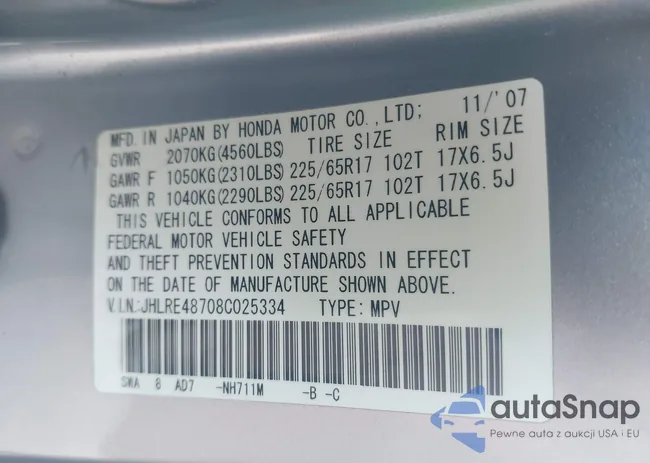 MFD. IN JAPAN BY HONDA MOTOR CO., LTD; 11/'07
GVWR 2070KG(4560LBS) TIRE SIZE RIM SIZE
GAWR F 1050KG(2310LBS) 225/65R17 102T 17X6.5J
GAWR R 1040KG(2290LBS) 225/65R17 102T 17X6.5J
THIS VEHICLE CONFORMS TO ALL APPLICABLE
FEDERAL MOTOR VEHICLE SAFETY
AND THEFT PREVENTION STANDARDS IN EFFECT
ON THE DATE OF MANUFACTURE SHOWN ABOVE.
V.I.N.:JHLRE48708C025334 TYPE: MPV
SWA 8 AD7 -NH711M -B -C
autaSnap
Pewne auta z aukcji USA i EU